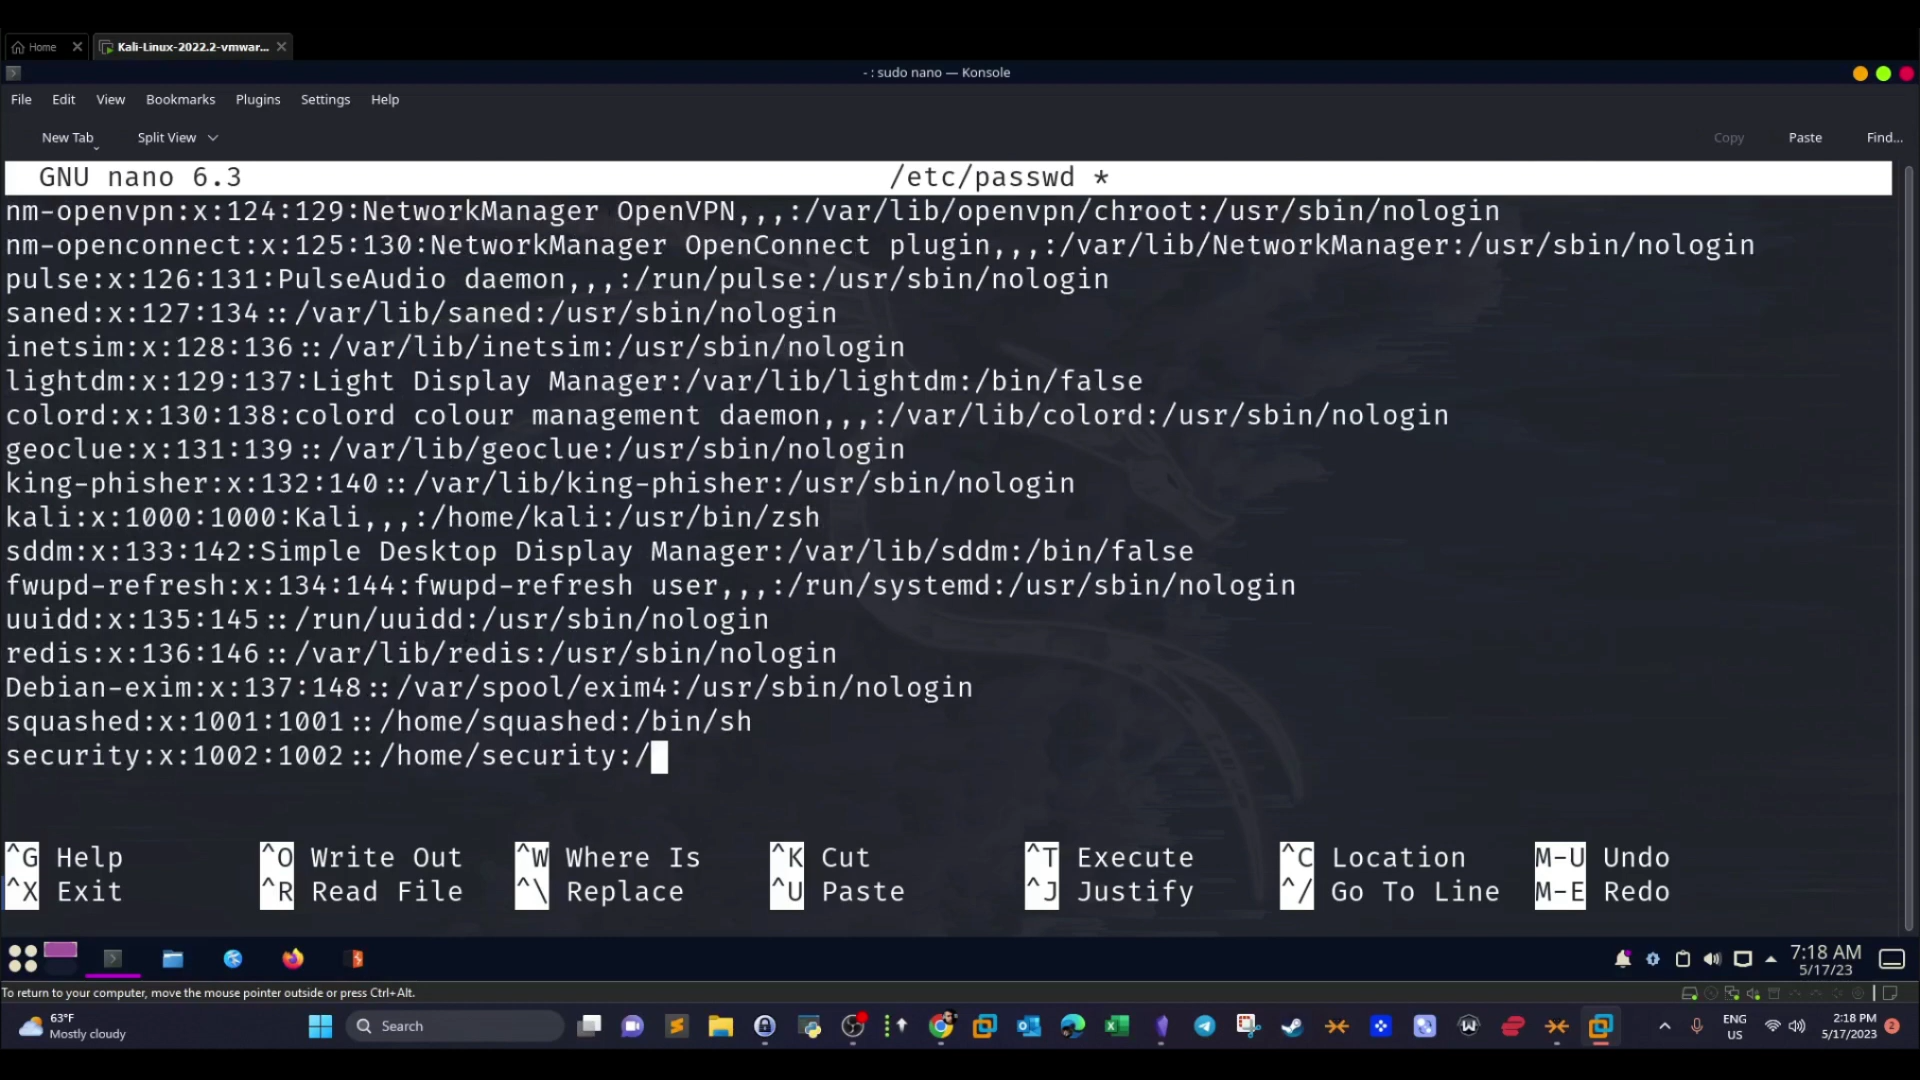 Home
Kali-Linux-2022.2-vmwar...
- : sudo nano — Konsole
File Edit View Bookmarks Plugins Settings Help
New Tab Split View Copy Paste Find...
GNU nano 6.3 /etc/passwd *
nm-openvpn:x:124:129:NetworkManager OpenVPN,,,:/var/lib/openvpn/chroot:/usr/sbin/nologin
nm-openconnect:x:125:130:NetworkManager OpenConnect plugin,,,:/var/lib/NetworkManager:/usr/sbin/nologin
pulse:x:126:131:PulseAudio daemon,,,:/run/pulse:/usr/sbin/nologin
saned:x:127:134::/var/lib/saned:/usr/sbin/nologin
inetsim:x:128:136::/var/lib/inetsim:/usr/sbin/nologin
lightdm:x:129:137:Light Display Manager:/var/lib/lightdm:/bin/false
colord:x:130:138:colord colour management daemon,,,:/var/lib/colord:/usr/sbin/nologin
geoclue:x:131:139::/var/lib/geoclue:/usr/sbin/nologin
king-phisher:x:132:140::/var/lib/king-phisher:/usr/sbin/nologin
kali:x:1000:1000:Kali,,,:/home/kali:/usr/bin/zsh
sddm:x:133:142:Simple Desktop Display Manager:/var/lib/sddm:/bin/false
fwupd-refresh:x:134:144:fwupd-refresh user,,,:/run/systemd:/usr/sbin/nologin
uuidd:x:135:145::/run/uuidd:/usr/sbin/nologin
redis:x:136:146::/var/lib/redis:/usr/sbin/nologin
Debian-exim:x:137:148::/var/spool/exim4:/usr/sbin/nologin
squashed:x:1001:1001::/home/squashed:/bin/sh
security:x:1002:1002::/home/security:/
^G Help ^O Write Out ^W Where Is ^K Cut ^T Execute ^C Location M-U Undo
^X Exit ^R Read File ^\ Replace ^U Paste ^J Justify ^/ Go To Line M-E Redo
7:18 AM
5/17/23
To return to your computer, move the mouse pointer outside or press Ctrl+Alt.
63°F
Mostly cloudy
Search
ENG
US
2:18 PM
5/17/2023
2